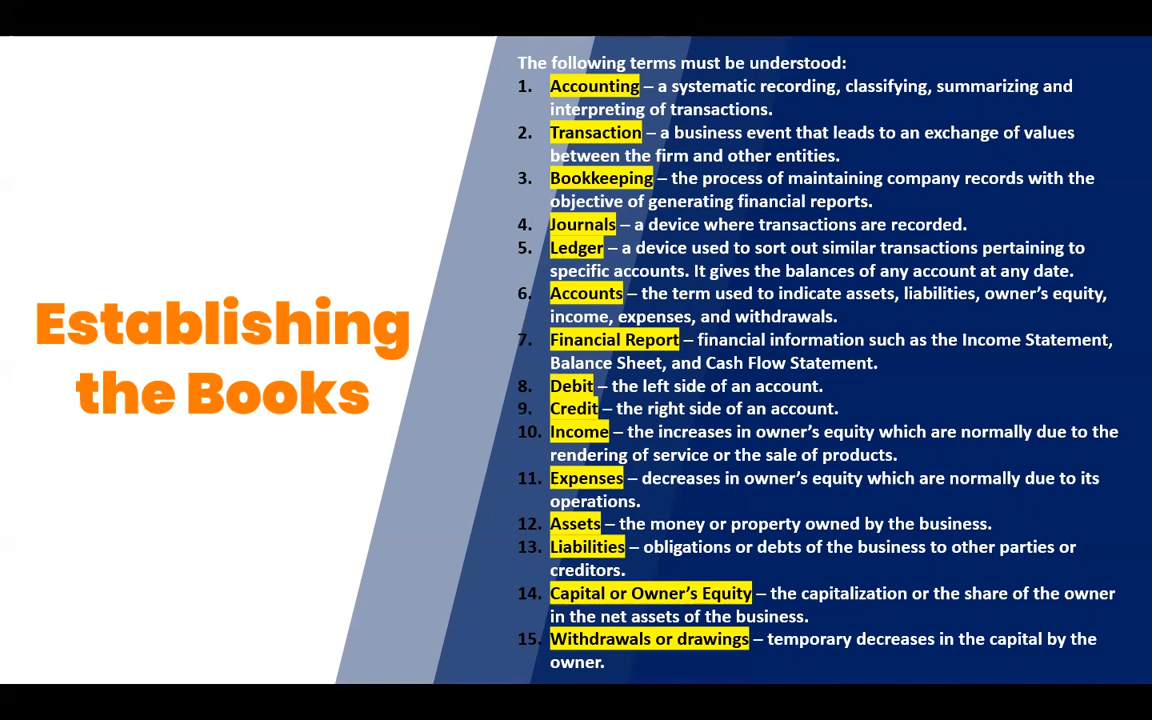 Establishing
the Books
The following terms must be understood:
1. Accounting – a systematic recording, classifying, summarizing and
interpreting of transactions.
2. Transaction – a business event that leads to an exchange of values
between the firm and other entities.
3. Bookkeeping – the process of maintaining company records with the
objective of generating financial reports.
4. Journals – a device where transactions are recorded.
5. Ledger – a device used to sort out similar transactions pertaining to
specific accounts. It gives the balances of any account at any date.
6. Accounts – the term used to indicate assets, liabilities, owner’s equity,
income, expenses, and withdrawals.
7. Financial Report – financial information such as the Income Statement,
Balance Sheet, and Cash Flow Statement.
8. Debit – the left side of an account.
9. Credit – the right side of an account.
10. Income – the increases in owner’s equity which are normally due to the
rendering of service or the sale of products.
11. Expenses – decreases in owner’s equity which are normally due to its
operations.
12. Assets – the money or property owned by the business.
13. Liabilities – obligations or debts of the business to other parties or
creditors.
14. Capital or Owner’s Equity – the capitalization or the share of the owner
in the net assets of the business.
15. Withdrawals or drawings – temporary decreases in the capital by the
owner.